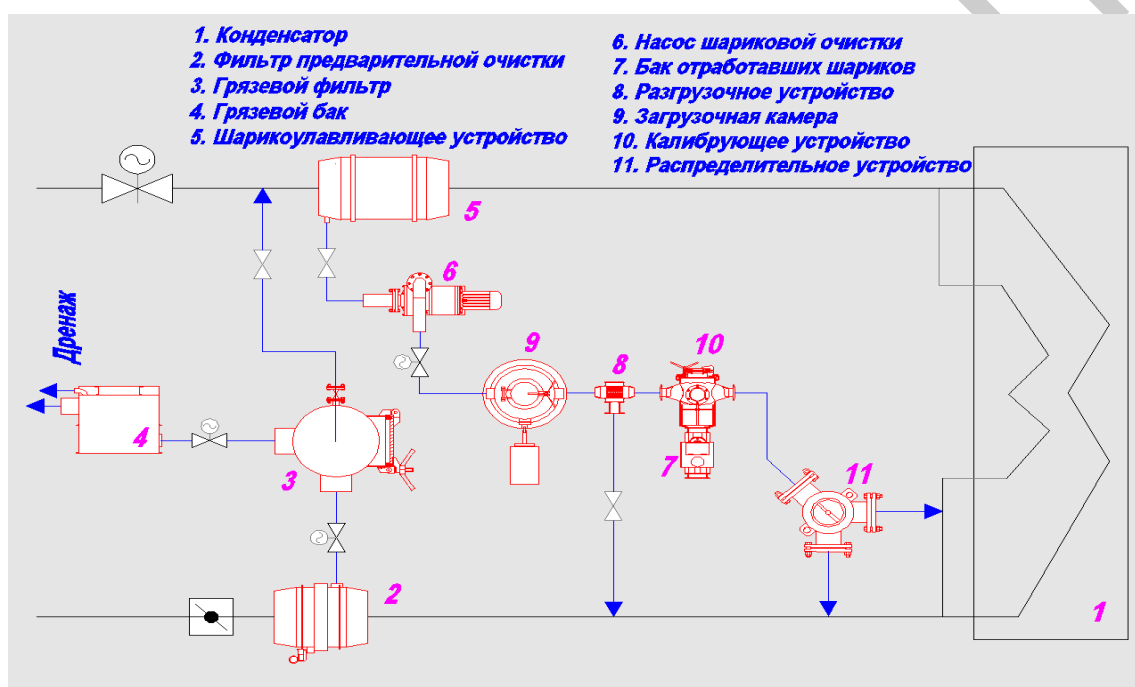 1. Конденсатор
2. Фильтр предварительной очистки
3. Грязевой фильтр
4. Грязевой бак
5. Шарикоулавливающее устройство
6. Насос шариковой очистки
7. Бак отработавших шариков
8. Разгрузочное устройство
9. Загрузочная камера
10. Калибрующее устройство
11. Распределительное устройство
5
6
Дренаж
9
10
8
4
3
7
11
2
1